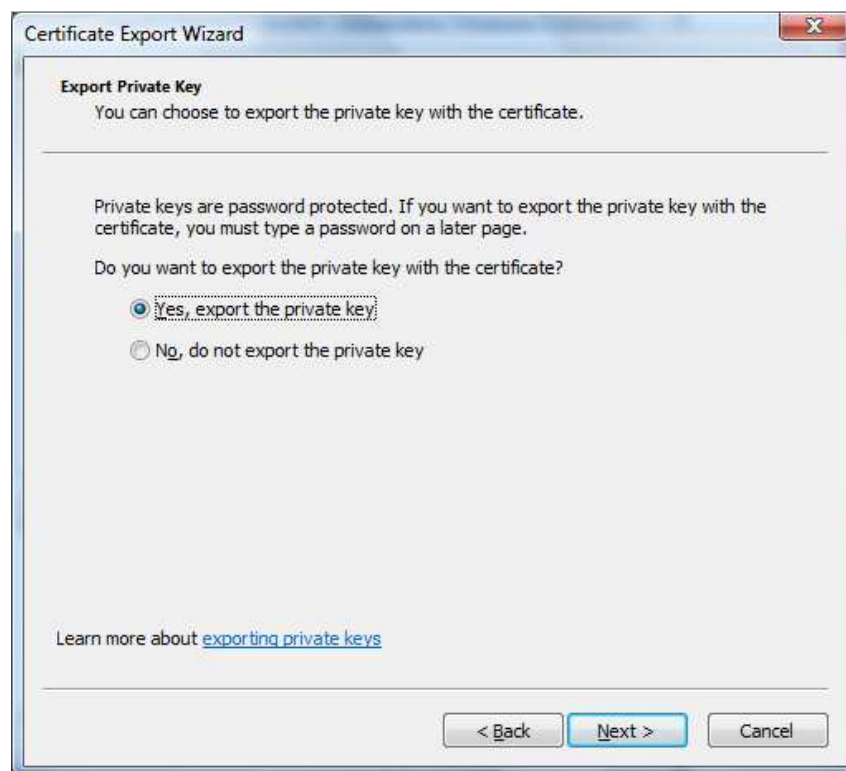 Certificate Export Wizard
Export Private Key
You can choose to export the private key with the certificate.
Private keys are password protected. If you want to export the private key with the
certificate, you must type a password on a later page.
Do you want to export the private key with the certificate?
Yes, export the private key
No, do not export the private key
Learn more about exporting private keys
< Back
Next >
Cancel